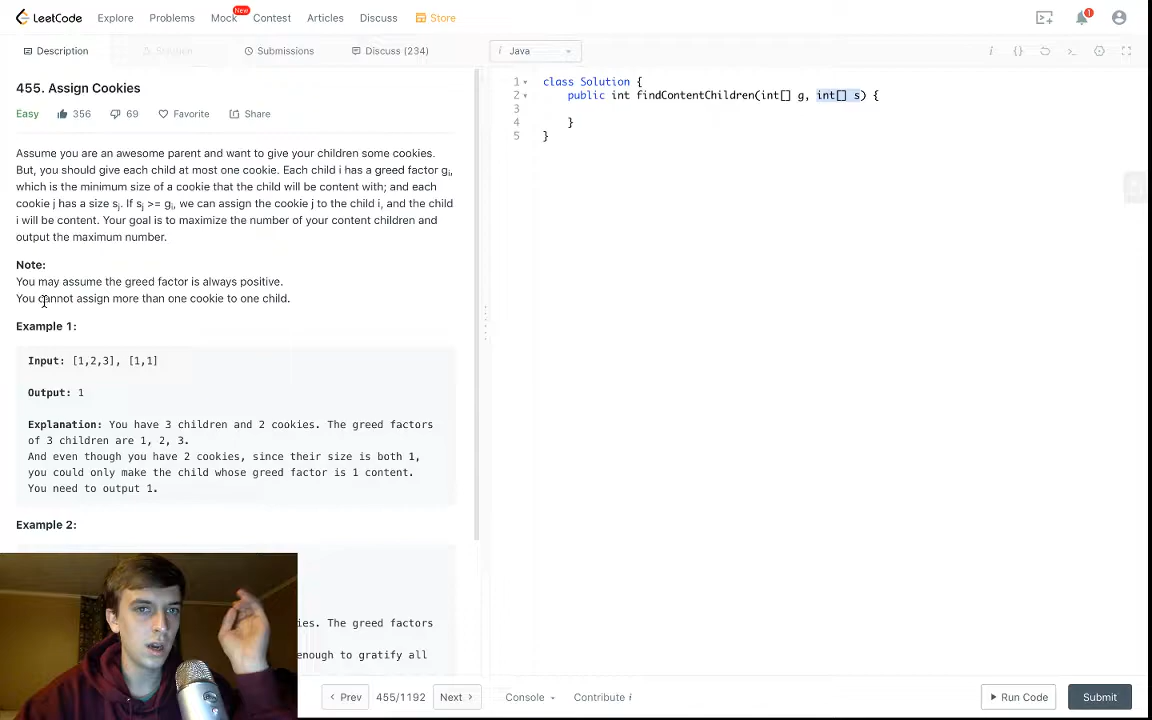 LeetCode Explore Problems Mock New Contest Articles Discuss Store 1
Description Solution Submissions Discuss (234) i Java i {} >_
455. Assign Cookies
Easy 356 69 Favorite Share
Assume you are an awesome parent and want to give your children some cookies.
But, you should give each child at most one cookie. Each child i has a greed factor gi,
which is the minimum size of a cookie that the child will be content with; and each
cookie j has a size sj. If sj >= gi, we can assign the cookie j to the child i, and the child
i will be content. Your goal is to maximize the number of your content children and
output the maximum number.
Note:
You may assume the greed factor is always positive.
You cannot assign more than one cookie to one child.
Example 1:
Input: [1,2,3], [1,1]
Output: 1
Explanation: You have 3 children and 2 cookies. The greed factors
of 3 children are 1, 2, 3.
And even though you have 2 cookies, since their size is both 1,
you could only make the child whose greed factor is 1 content.
You need to output 1.
Example 2:
ies. The greed factors
enough to gratify all
1 class Solution {
2 public int findContentChildren(int[] g, int[] s) {
3
4 }
5 }
Prev 455/1192 Next Console Contribute i Run Code Submit